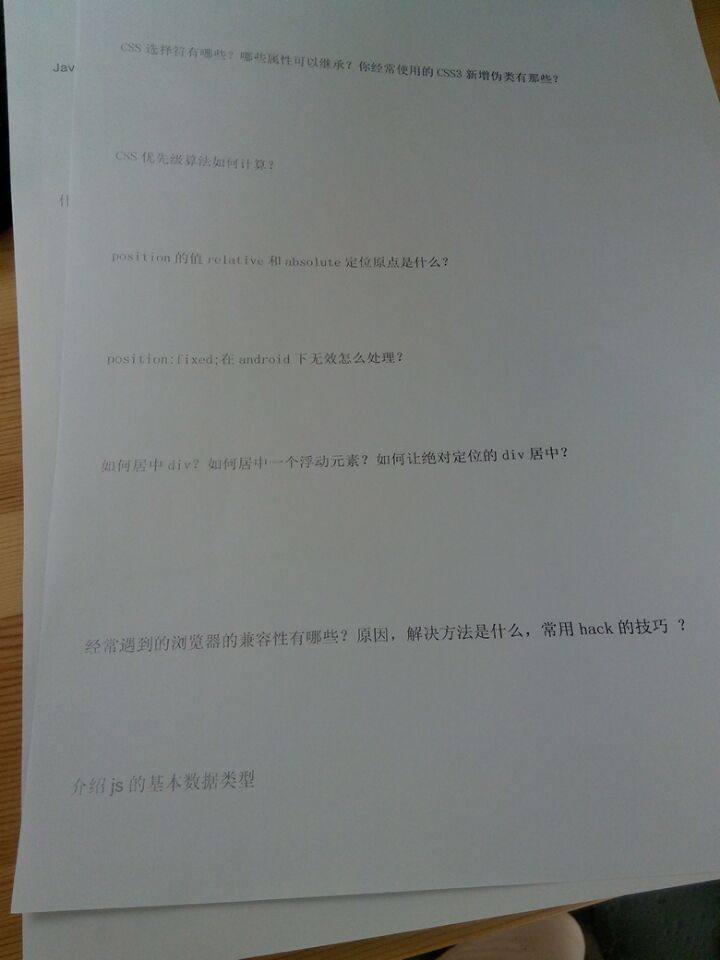 CSS 选择符有哪些？哪些属性可以继承？你经常使用的 CSS3 新增伪类有那些？
Jav
CSS 优先级算法如何计算？
position 的值 relative 和 absolute 定位原点是什么？
position:fixed;在 android 下无效怎么处理？
如何居中 div？如何居中一个浮动元素？如何让绝对定位的 div 居中？
经常遇到的浏览器的兼容性有哪些？原因，解决方法是什么，常用 hack 的技巧 ？
介绍 js 的基本数据类型